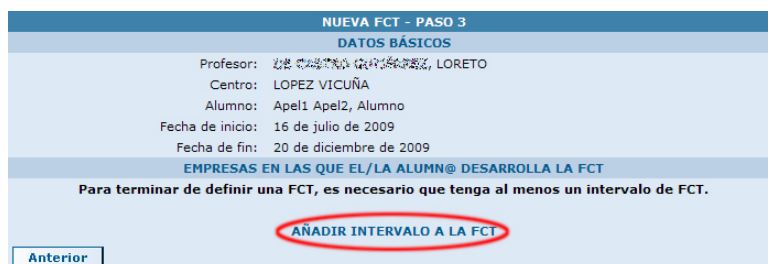 NUEVA FCT - PASO 3
DATOS BÁSICOS
Profesor: , LORETO
Centro: LOPEZ VICUÑA
Alumno: Apel1 Apel2, Alumno
Fecha de inicio: 16 de julio de 2009
Fecha de fin: 20 de diciembre de 2009
EMPRESAS EN LAS QUE EL/LA ALUMN@ DESARROLLA LA FCT
Para terminar de definir una FCT, es necesario que tenga al menos un intervalo de FCT.
AÑADIR INTERVALO A LA FCT
Anterior